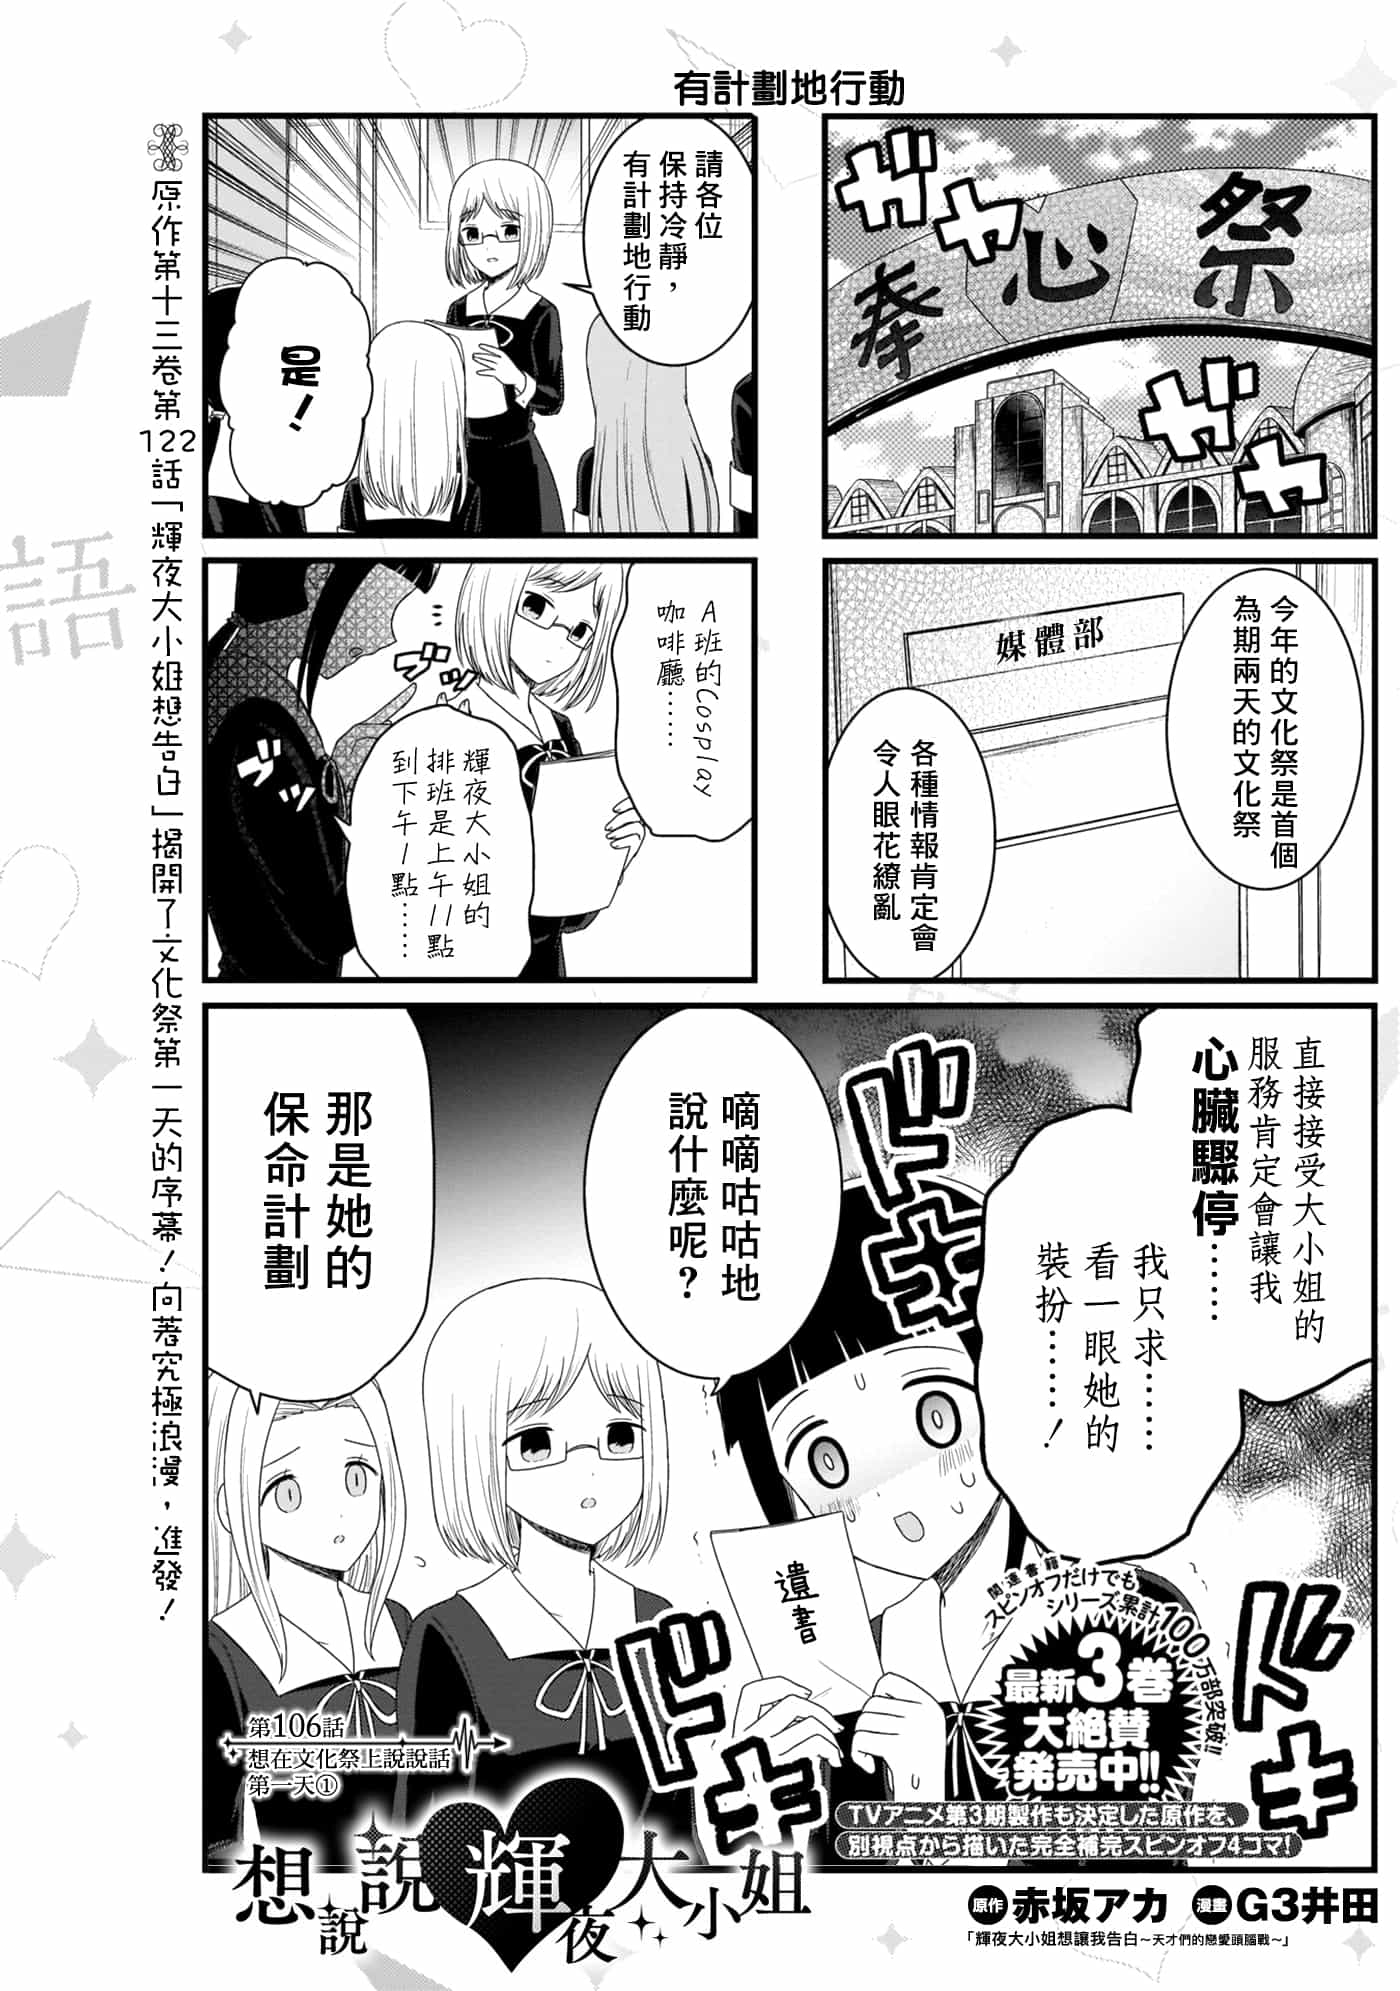 有計劃地行動
ガヤ
奉心祭
ガヤ
今年的文化祭是首個
為期兩天的文化祭
媒體部
各種情報肯定會
令人眼花繚亂
請各位
保持冷靜，
有計劃地行動
是！
A班的Cosplay
咖啡廳……
輝夜大小姐的
排班是上午11點
到下午1點……
ブツ
ブツ
直接接受大小姐的
服務肯定會讓我
心臟驟停……
我只求……
看一眼她的
裝扮……！
ドキ
嘀嘀咕咕地
說什麼呢？
那是她的
保命計劃
遺書
ドキ
ドキ
原作第十三卷第122話「輝夜大小姐想告白」揭開了文化祭第一天的序幕！向著究極浪漫，進發！
語
関連書籍
スピンオフだけでも
シリーズ累計100万部突破!!
最新3巻
大絶賛
発売中!!
TVアニメ第3期製作も決定した原作を、
別視点から描いた完全補完スピンオフ4コマ!
第106話
想在文化祭上說說話
第一天①
想說說輝夜大小姐
原作 赤坂アカ 漫畫 G3井田
「輝夜大小姐想讓我告白～天才們的戀愛頭腦戰～」